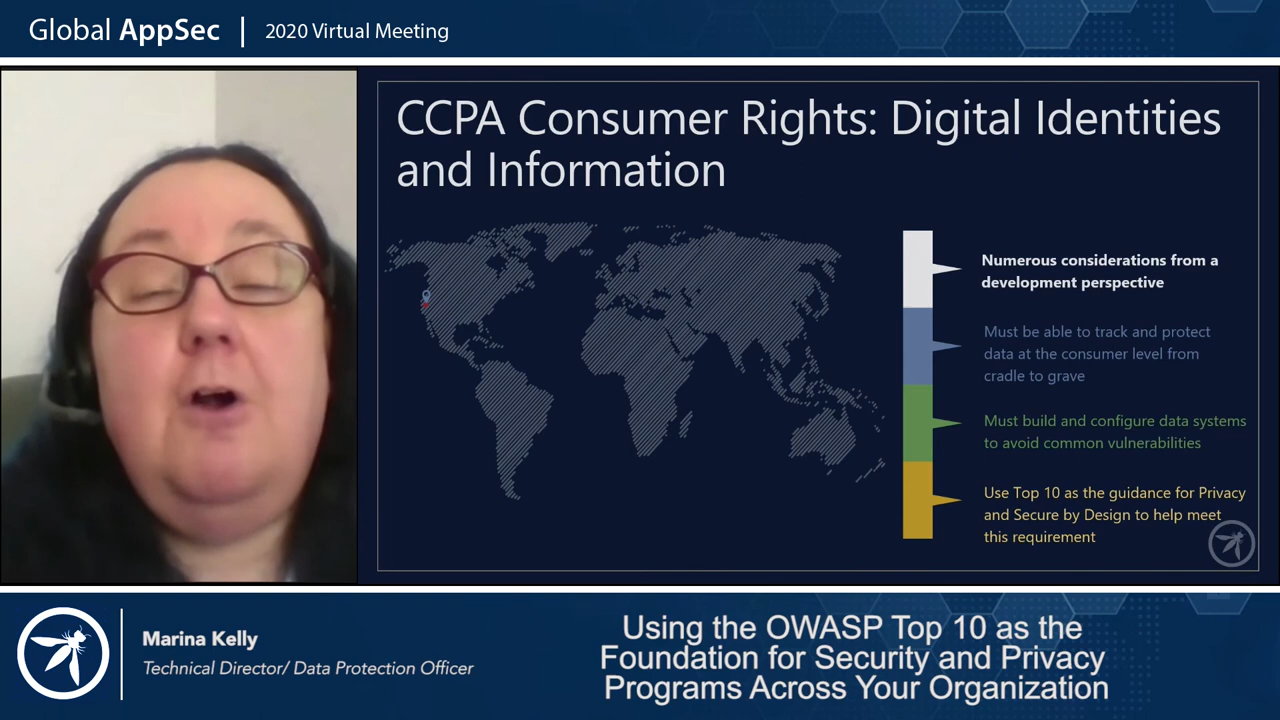 Global AppSec | 2020 Virtual Meeting
CCPA Consumer Rights: Digital Identities
and Information
Numerous considerations from a
development perspective
Must be able to track and protect
data at the consumer level from
cradle to grave
Must build and configure data systems
to avoid common vulnerabilities
Use Top 10 as the guidance for Privacy
and Secure by Design to help meet
this requirement
Marina Kelly
Technical Director/ Data Protection Officer
Using the OWASP Top 10 as the
Foundation for Security and Privacy
Programs Across Your Organization